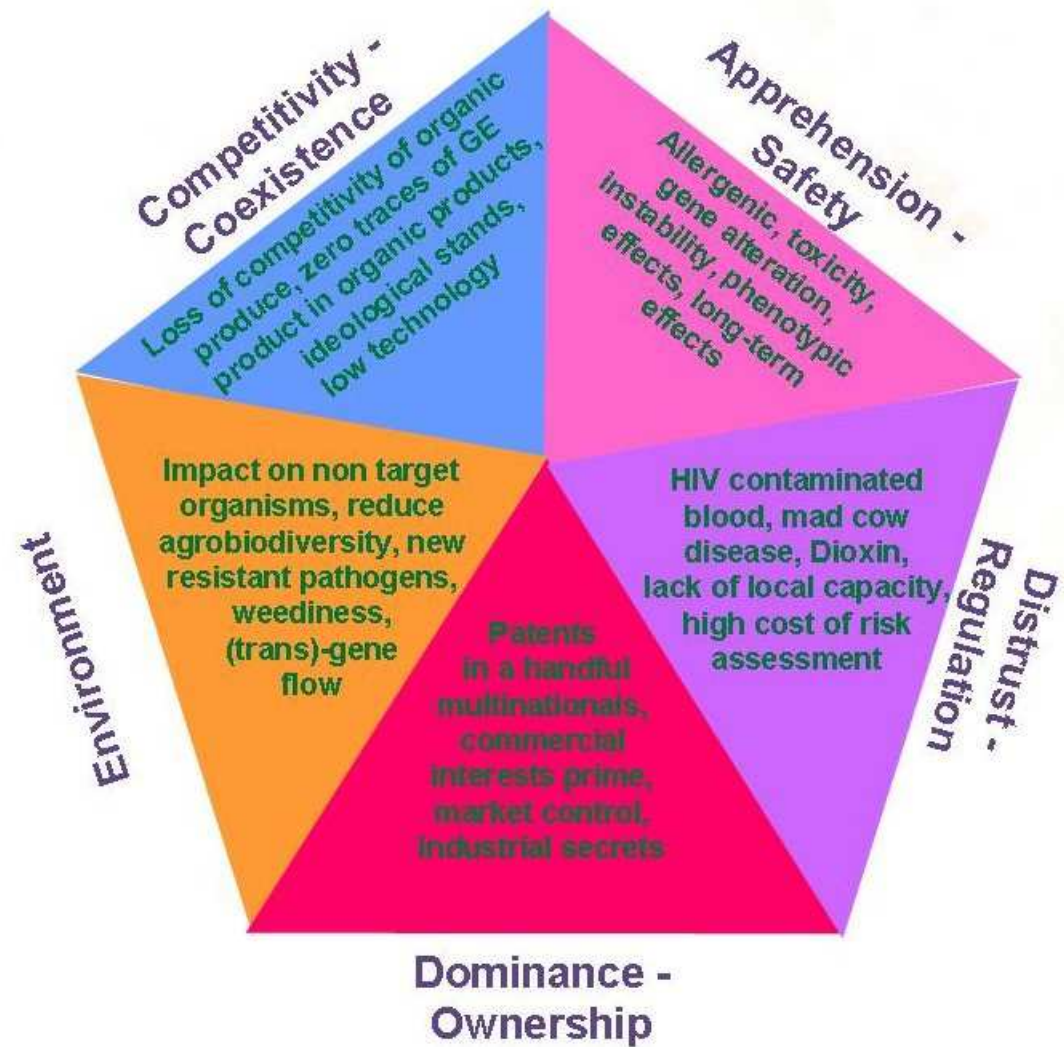 Competitivity -
Coexistence
Loss of competitivity of organic
produce, zero traces of GE
product in organic products,
ideological stands,
low technology
Apprehension -
Safety
Allergenic, toxicity,
gene alteration,
instability, phenotypic
effects, long-term
effects
Environment
Impact on non target
organisms, reduce
agrobiodiversity, new
resistant pathogens,
weediness,
(trans)-gene
flow
HIV contaminated
blood, mad cow
disease, Dioxin,
lack of local capacity,
high cost of risk
assessment
Distrust -
Regulation
Patents
in a handful
multinationals,
commercial
interests prime,
market control,
industrial secrets
Dominance -
Ownership